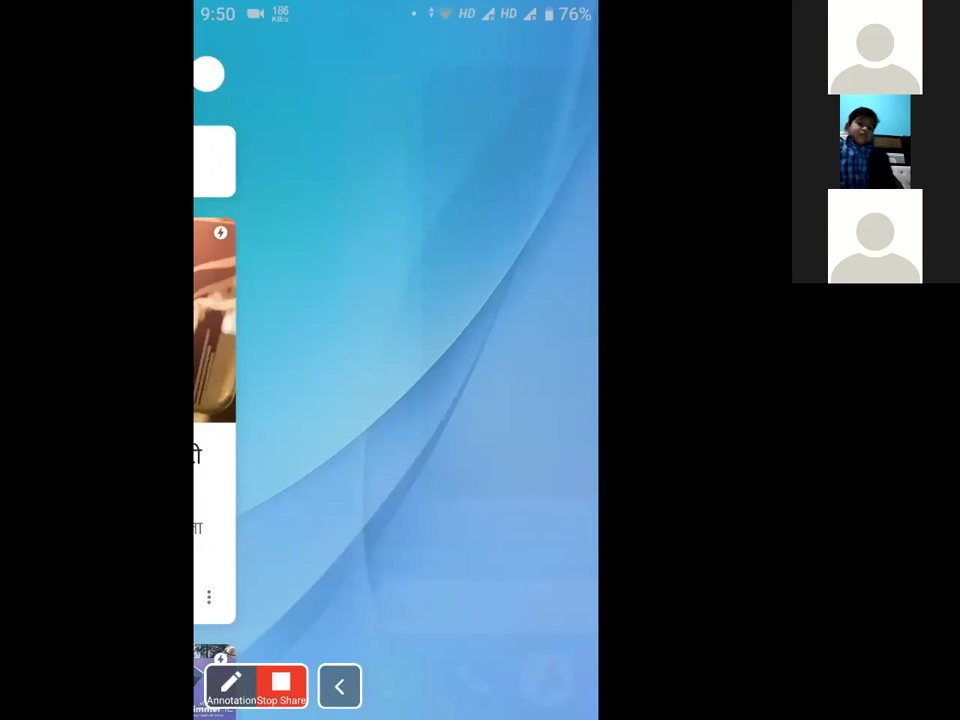 9:50 186 KB/s HD HD 76%
ी
ा
Annotation Stop Share